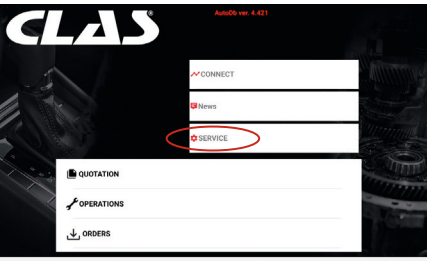 CLAS®
AutoDb ver. 4.421
CONNECT
News
SERVICE
QUOTATION
OPERATIONS
ORDERS